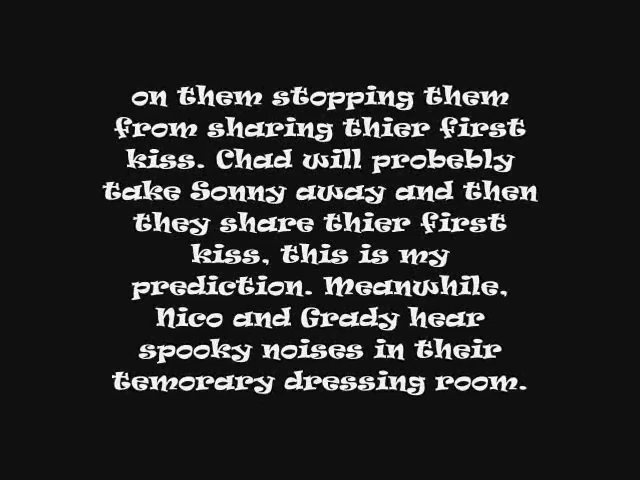 on them stopping them
from sharing thier first
kiss. Chad will probebly
take Sonny away and then
they share thier first
kiss, this is my
prediction. Meanwhile,
Nico and Grady hear
spooky noises in their
temorary dressing room.